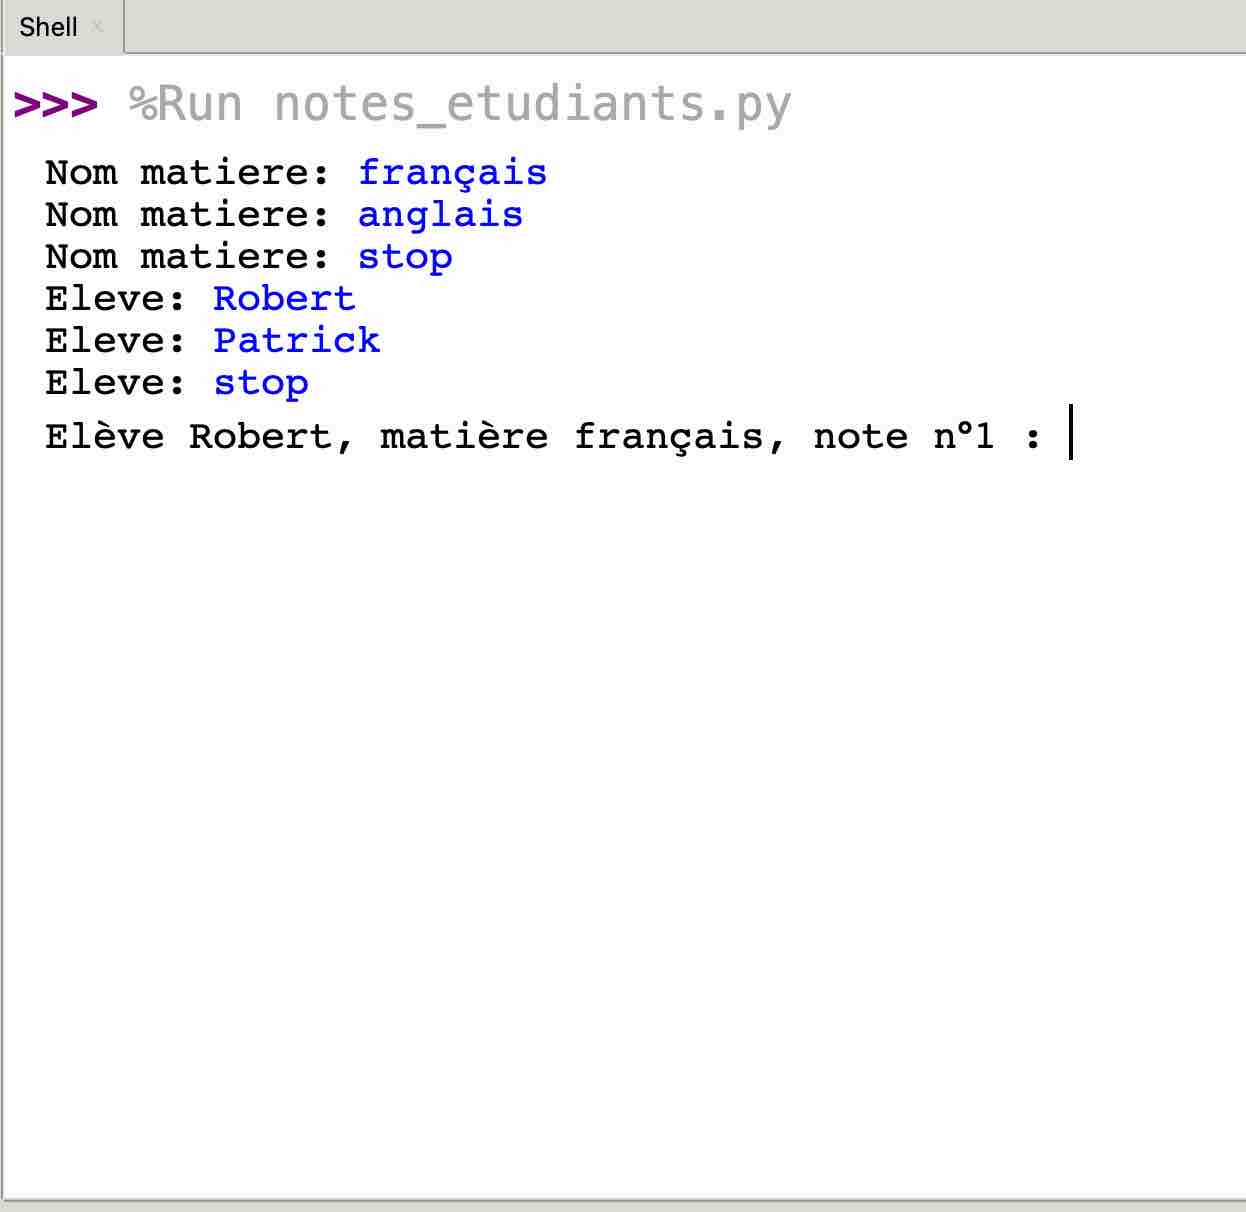 Shell
>>> %Run notes_etudiants.py
Nom matiere: français
Nom matiere: anglais
Nom matiere: stop
Eleve: Robert
Eleve: Patrick
Eleve: stop
Elève Robert, matière français, note n°1 :